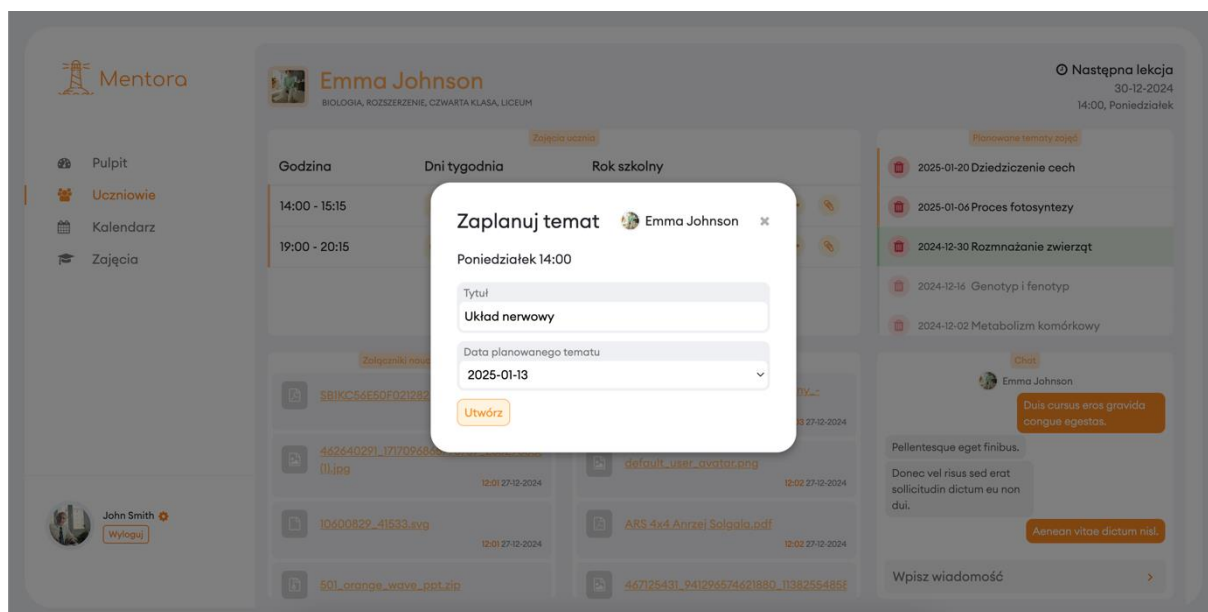 Mentora
Pulpit
Uczniowie
Kalendarz
Zajęcia
John Smith
Wyloguj
Emma Johnson
BIOLOGIA, ROZSZERZENIE, CZWARTA KLASA, LICEUM
Następna lekcja
30-12-2024
14:00, Poniedziałek
Zajęcia ucznia
Godzina Dni tygodnia Rok szkolny
14:00 - 15:15
19:00 - 20:15
Planowane tematy zajęć
2025-01-20 Dziedziczenie cech
2025-01-06 Proces fotosyntezy
2024-12-30 Rozmnażanie zwierząt
2024-12-16 Genotyp i fenotyp
2024-12-02 Metabolizm komórkowy
Zaplanuj temat Emma Johnson
Poniedziałek 14:00
Tytuł
Układ nerwowy
Data planowanego tematu
2025-01-13
Utwórz
Załączniki
27-12-2024
(1).jpg
12:01 27-12-2024
default_user_avatar.png
12:02 27-12-2024
10600829_41533.svg
12:01 27-12-2024
ARS 4x4 Anrzej Solgala.pdf
12:02 27-12-2024
501_orange_wave_ppt.zip
467125431_941296574621880_1138255485
Chat
Emma Johnson
Duis cursus eros gravida
congue egestas.
Pellentesque eget finibus.
Donec vel risus sed erat
sollicitudin dictum eu non
dui.
Aenean vitae dictum nisl.
Wpisz wiadomość